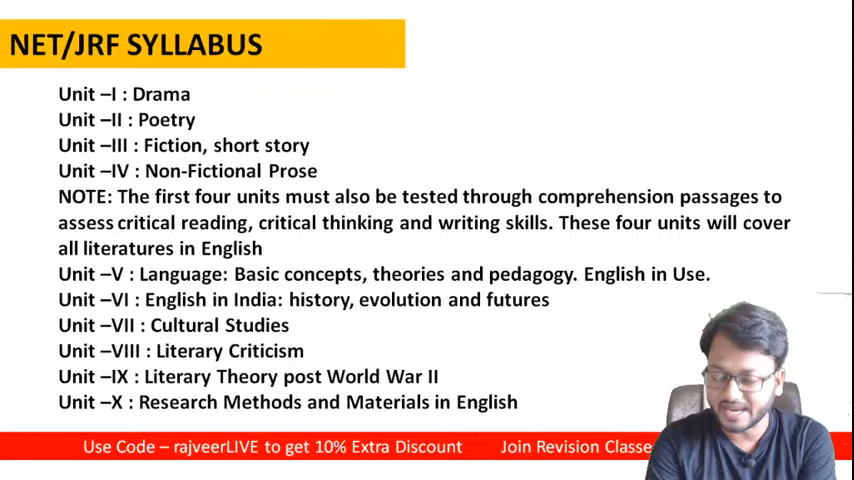 NET/JRF SYLLABUS
Unit –I : Drama
Unit –II : Poetry
Unit –III : Fiction, short story
Unit –IV : Non-Fictional Prose
NOTE: The first four units must also be tested through comprehension passages to
assess critical reading, critical thinking and writing skills. These four units will cover
all literatures in English
Unit –V : Language: Basic concepts, theories and pedagogy. English in Use.
Unit –VI : English in India: history, evolution and futures
Unit –VII : Cultural Studies
Unit –VIII : Literary Criticism
Unit –IX : Literary Theory post World War II
Unit –X : Research Methods and Materials in English
Use Code – rajveerLIVE to get 10% Extra Discount Join Revision Classe